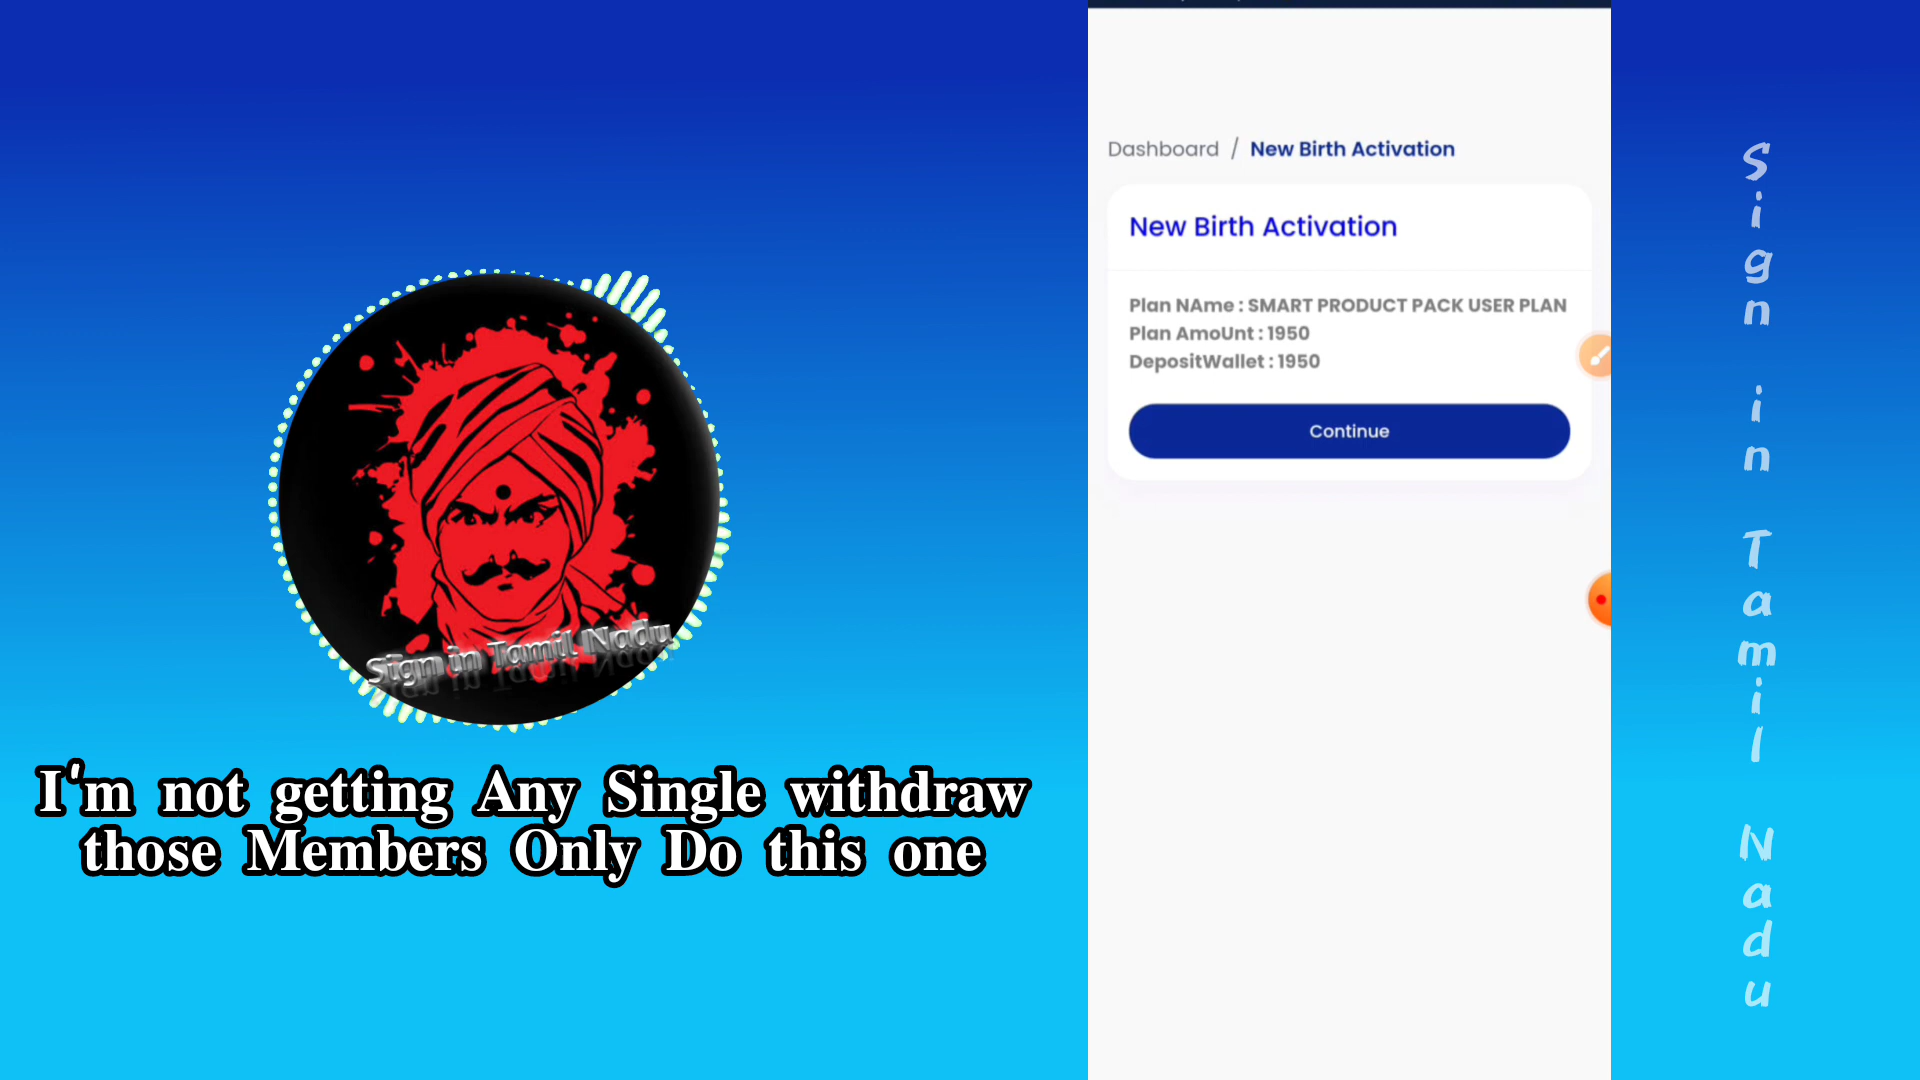 Sign in Tamil Nadu
I'm not getting Any Single withdraw
those Members Only Do this one
Dashboard / New Birth Activation
New Birth Activation
Plan NAme : SMART PRODUCT PACK USER PLAN
Plan AmoUnt : 1950
DepositWallet : 1950
Continue
Sign in Tamil Nadu